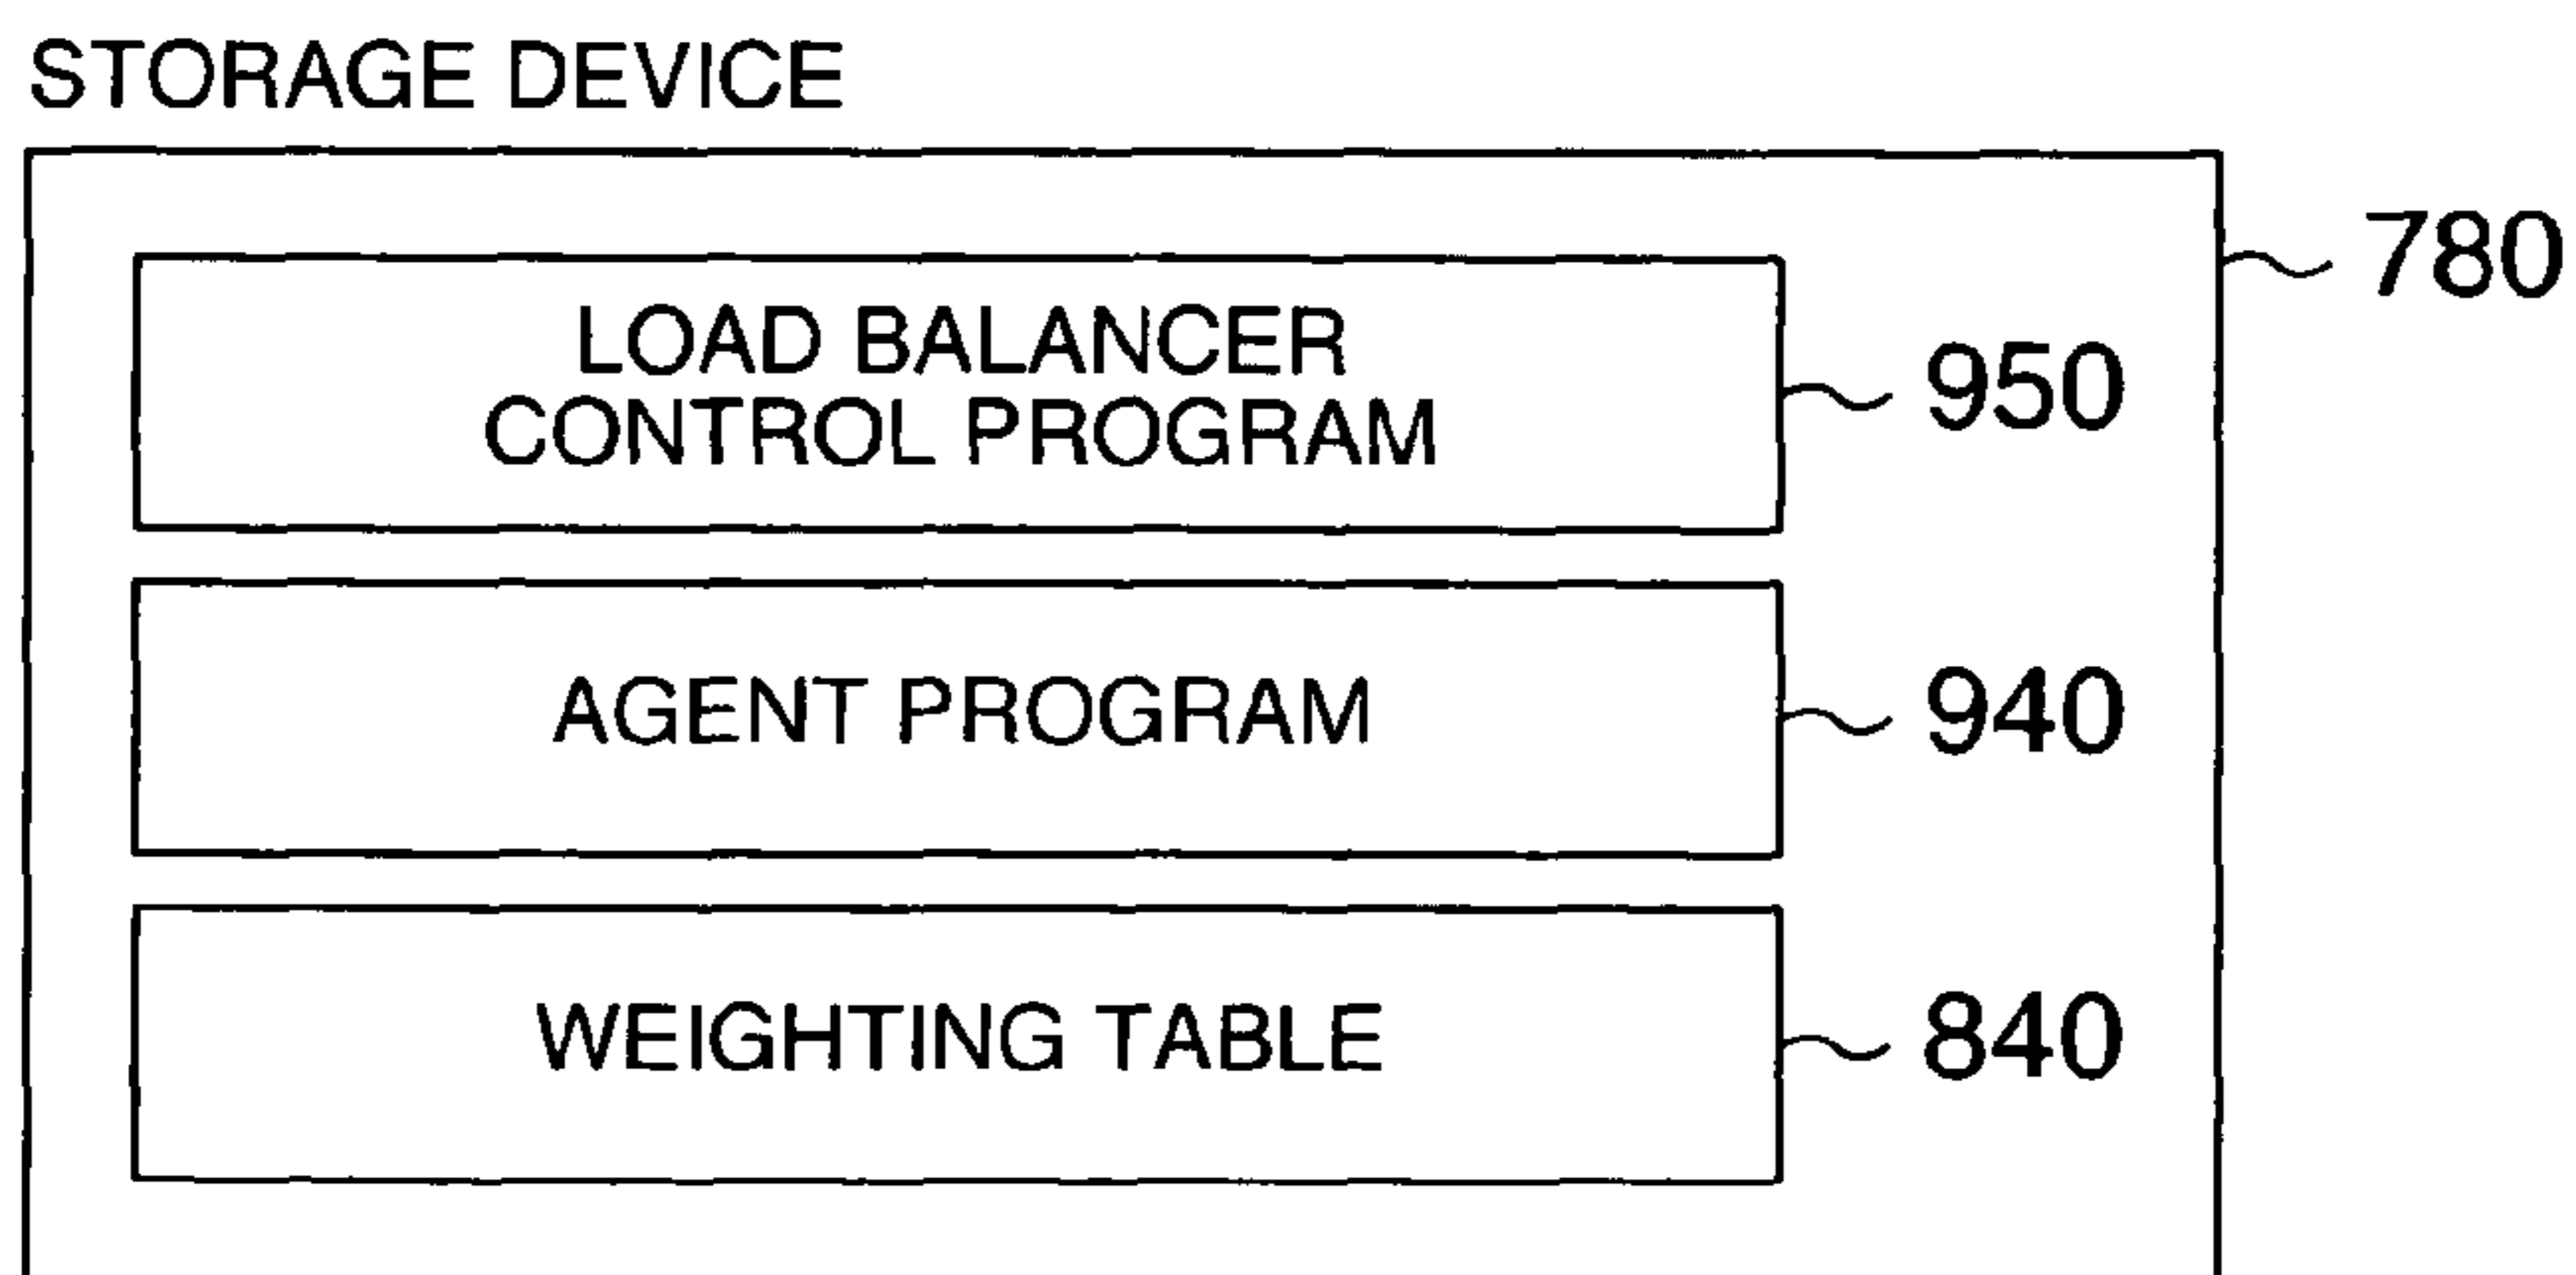 STORAGE DEVICE
780
LOAD BALANCER
CONTROL PROGRAM
950
AGENT PROGRAM
940
WEIGHTING TABLE
840